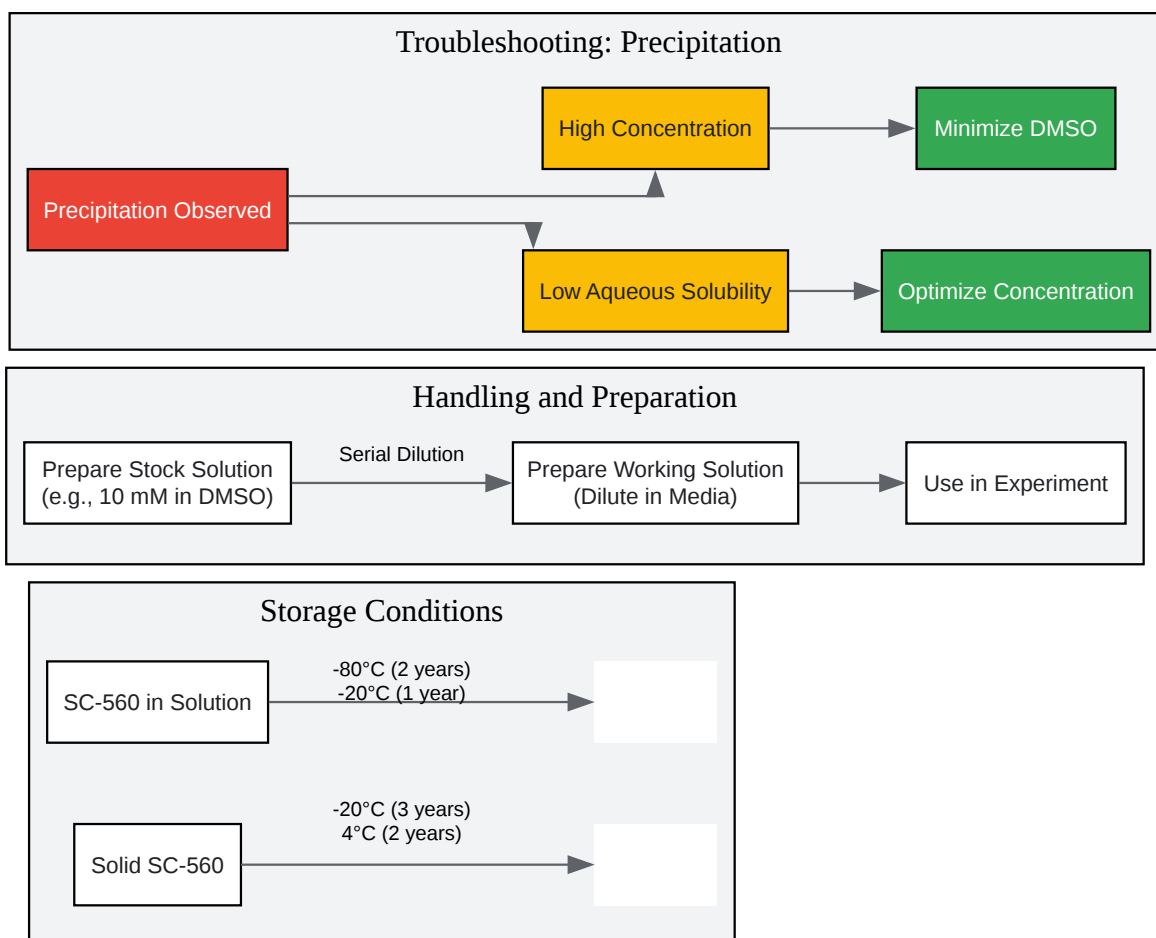 Troubleshooting: Precipitation
High Concentration
Minimize DMSO
Precipitation Observed
Low Aqueous Solubility
Optimize Concentration
Handling and Preparation
Prepare Stock Solution
(e.g., 10 mM in DMSO)
Serial Dilution
Prepare Working Solution
(Dilute in Media)
Use in Experiment
Storage Conditions
SC-560 in Solution
-80°C (2 years)
-20°C (1 year)
Solid SC-560
-20°C (3 years)
4°C (2 years)